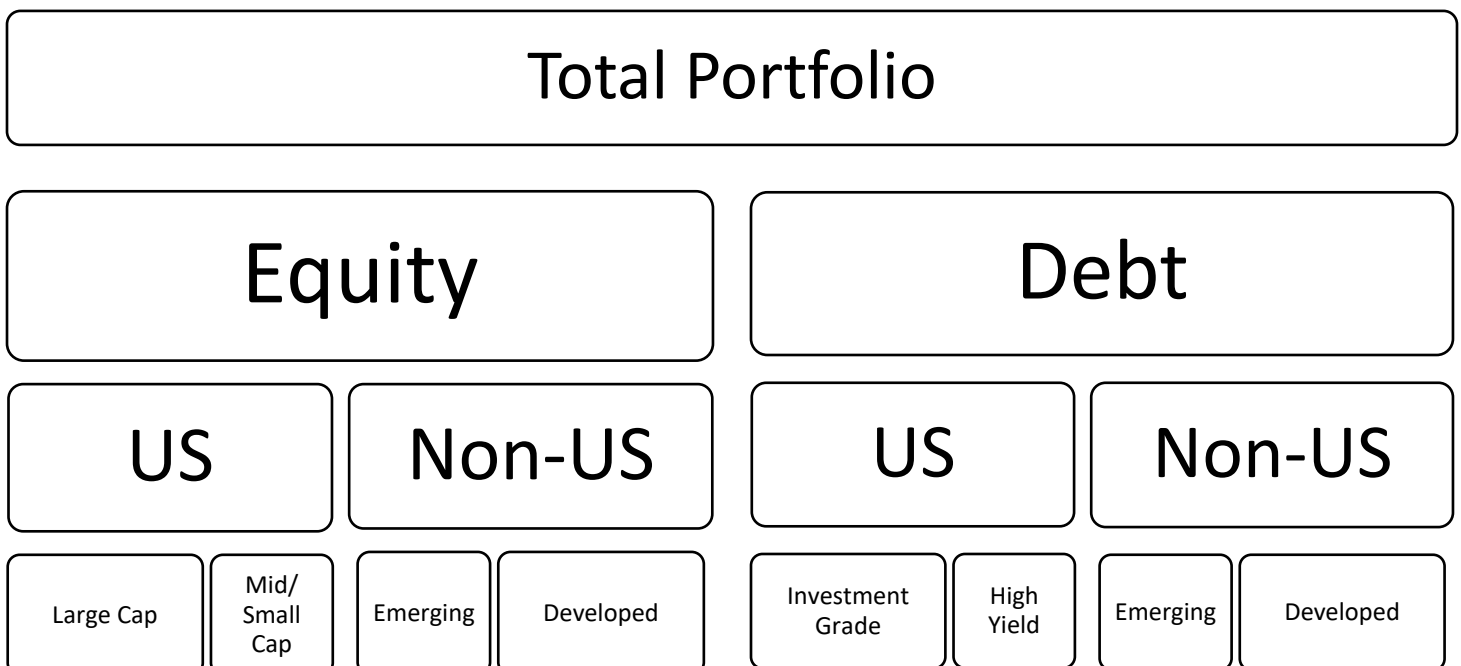 Total Portfolio
Equity
Debt
US
Non-US
US
Non-US
Large Cap
Mid/
Small
Cap
Emerging
Developed
Investment
Grade
High
Yield
Emerging
Developed